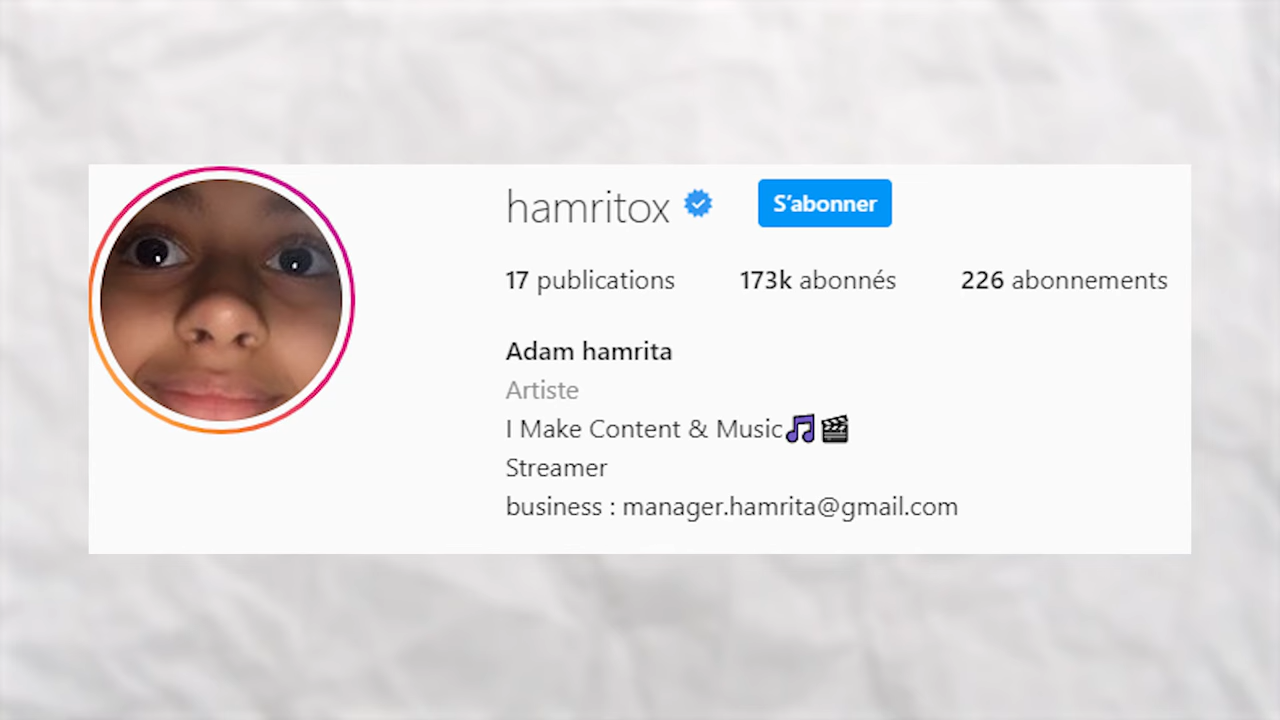 hamritox
S'abonner
17 publications 173k abonnés 226 abonnements
Adam hamrita
Artiste
I Make Content & Music🎵🎬
Streamer
business : manager.hamrita@gmail.com